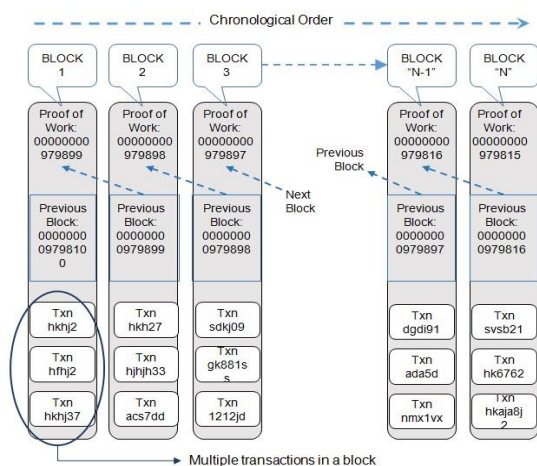 Chronological Order
BLOCK
1
BLOCK
2
BLOCK
3
BLOCK
"N-1"
BLOCK
"N"
Proof of
Work:
00000000
979899
Proof of
Work:
00000000
979898
Proof of
Work:
00000000
979897
Proof of
Work:
00000000
979816
Proof of
Work:
00000000
979815
Previous
Block
Next
Block
Previous
Block:
0000000
0979810
0
Previous
Block:
0000000
0979899
Previous
Block:
0000000
0979898
Previous
Block:
0000000
0979897
Previous
Block:
0000000
0979816
Txn
hkhj2
Txn
hkh27
Txn
sdkj09
Txn
dgdi91
Txn
svsb21
Txn
hfhj2
Txn
hjhjh33
Txn
gk881s
s
Txn
ada5d
Txn
hk6762
Txn
hkhj37
Txn
acs7dd
Txn
1212jd
Txn
nmx1vx
Txn
hkaja8j
2
Multiple transactions in a block